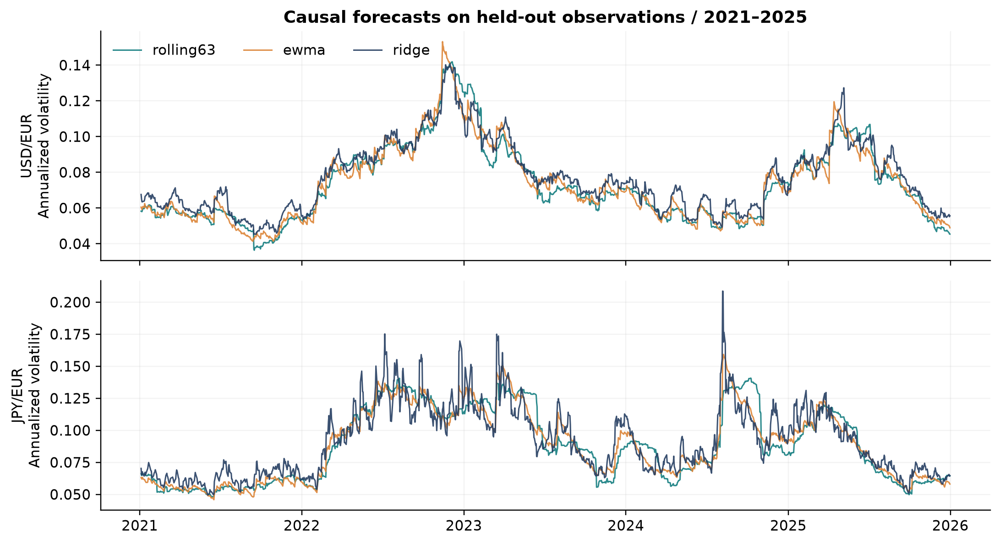 Causal forecasts on held-out observations / 2021–2025
rolling63 ewma ridge
USD/EUR
Annualized volatility
0.14
0.12
0.10
0.08
0.06
0.04
JPY/EUR
Annualized volatility
0.200
0.175
0.150
0.125
0.100
0.075
0.050
2021 2022 2023 2024 2025 2026